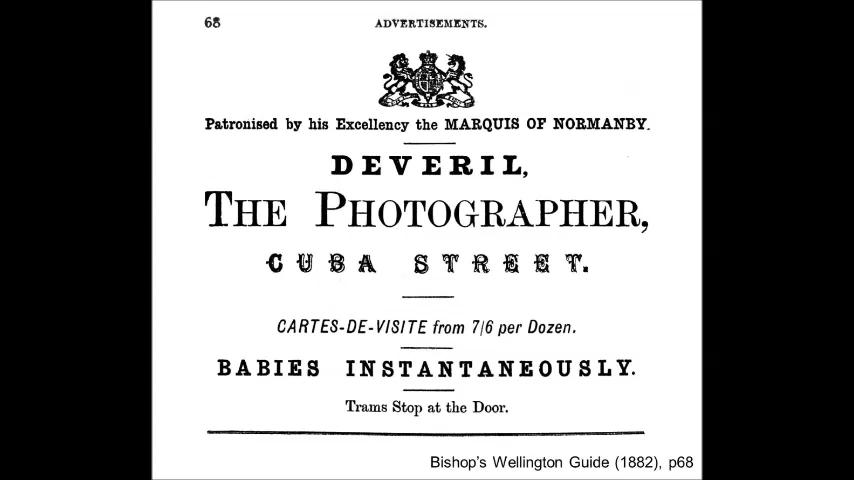 68 ADVERTISEMENTS.
Patronised by his Excellency the MARQUIS OF NORMANBY.
DEVERIL,
THE PHOTOGRAPHER,
CUBA STREET.
CARTES-DE-VISITE from 7/6 per Dozen.
BABIES INSTANTANEOUSLY.
Trams Stop at the Door.
Bishop's Wellington Guide (1882), p68